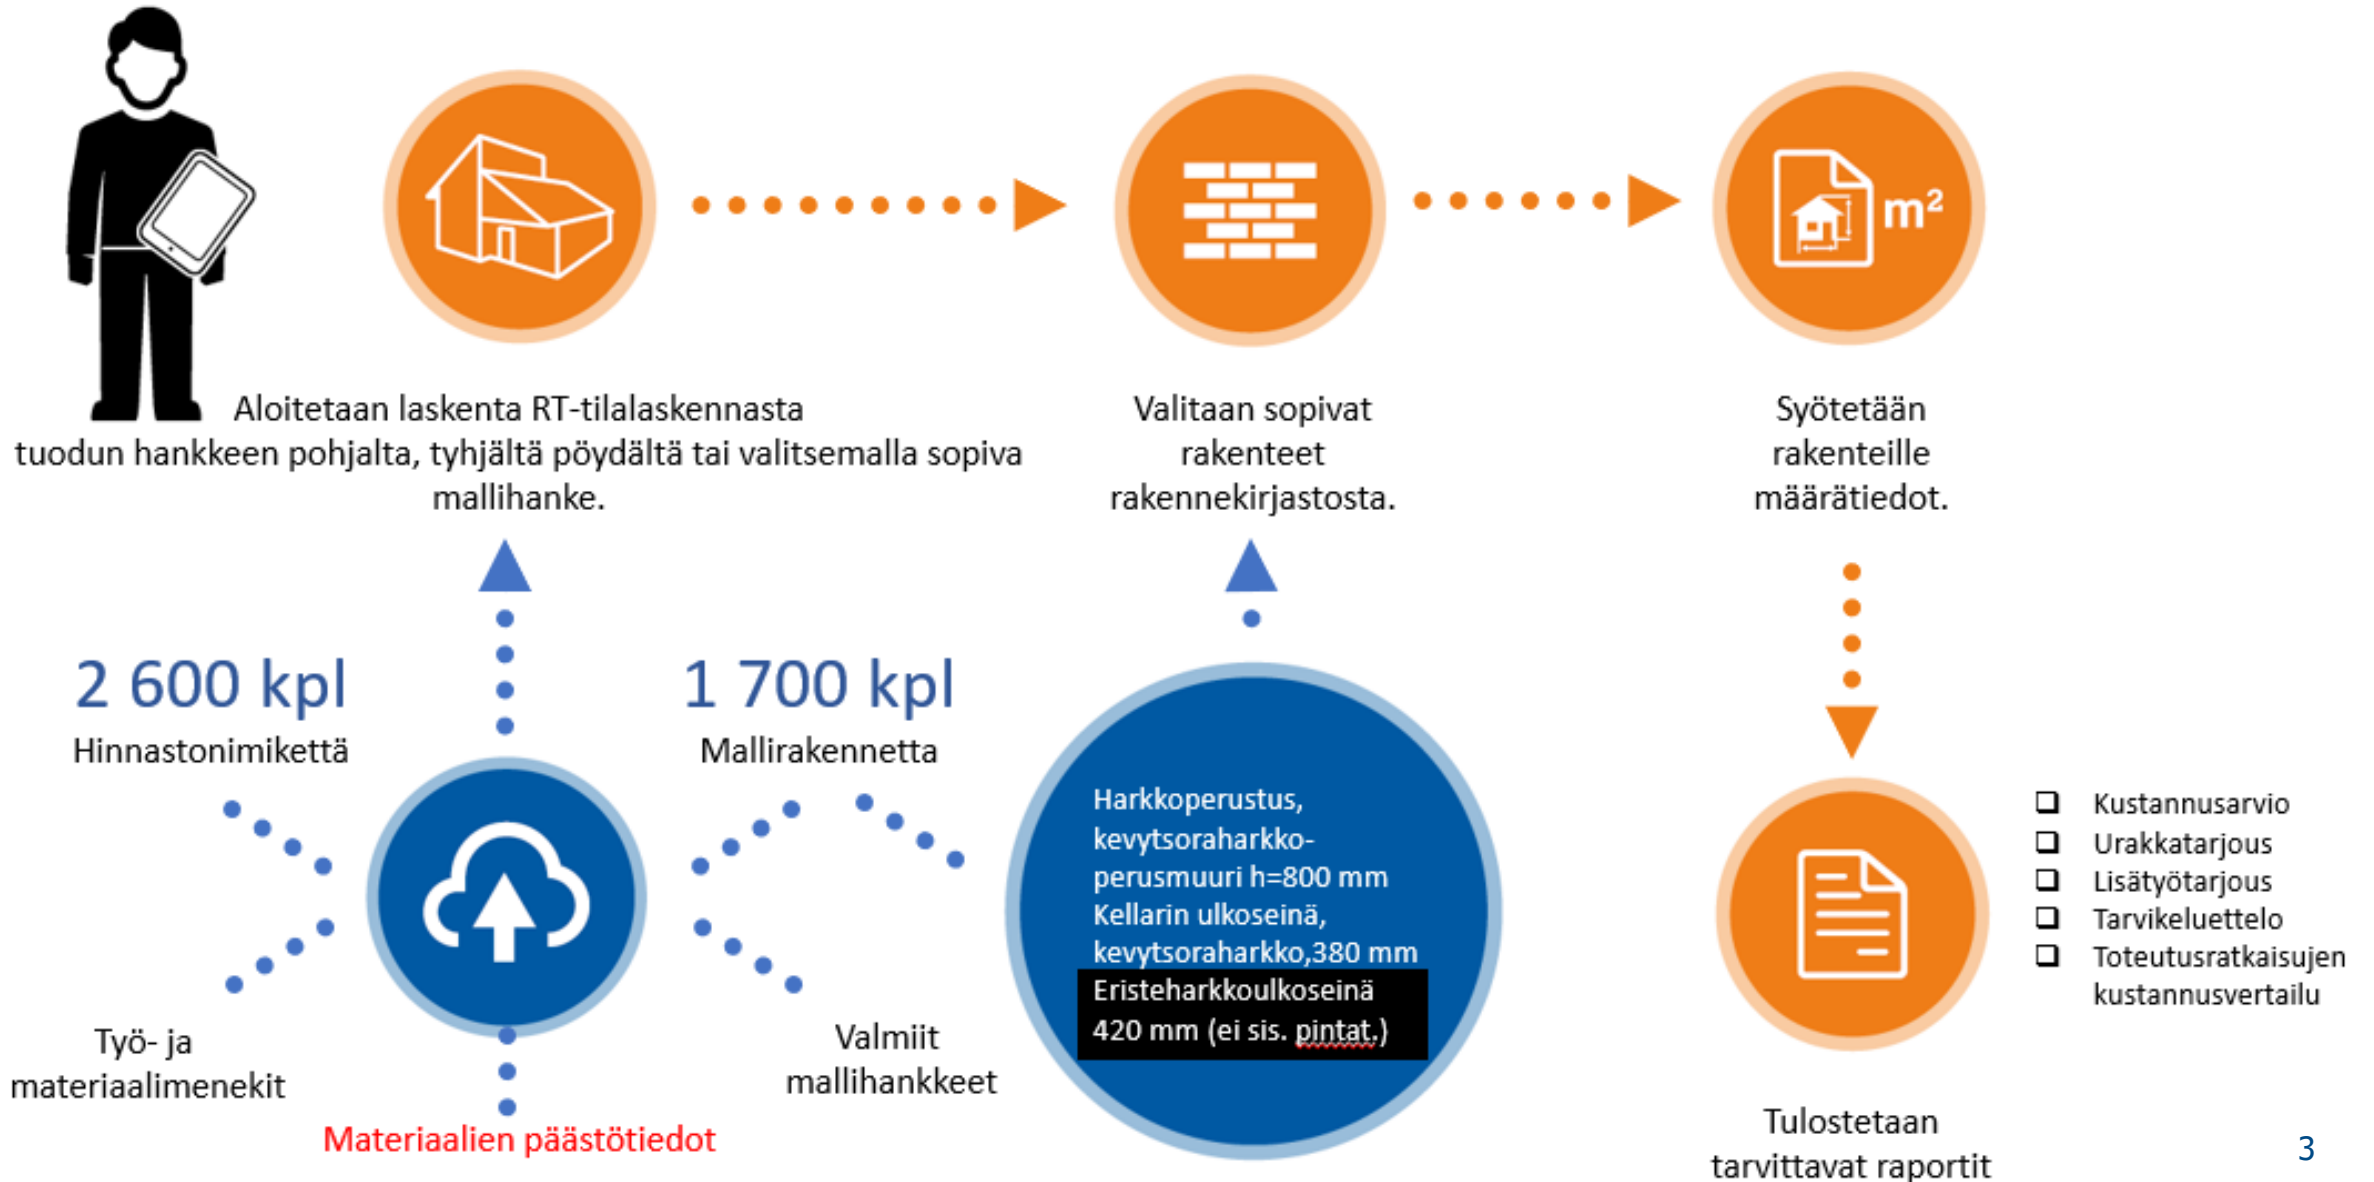 m²
Aloitetaan laskenta RT-tilalaskennasta
tuodun hankkeen pohjalta, tyhjältä pöydältä tai valitsemalla sopiva
mallihanke.
Valitaan sopivat
rakenteet
rakennekirjastosta.
Syötetään
rakenteille
määrätiedot.
2 600 kpl
Hinnastonimikettä
1 700 kpl
Mallirakennetta
Työ- ja
materiaalimenekit
Materiaalien päästötiedot
Valmiit
mallihankkeet
Harkkoperustus,
kevytsoraharkko-
perusmuuri h=800 mm
Kellarin ulkoseinä,
kevytsoraharkko,380 mm
Eristeharkkoulkoseinä
420 mm (ei sis. pintat.)
❑ Kustannusarvio
❑ Urakkatarjous
❑ Lisätyötarjous
❑ Tarvikeluettelo
❑ Toteutusratkaisujen
kustannusvertailu
Tulostetaan
tarvittavat raportit
3